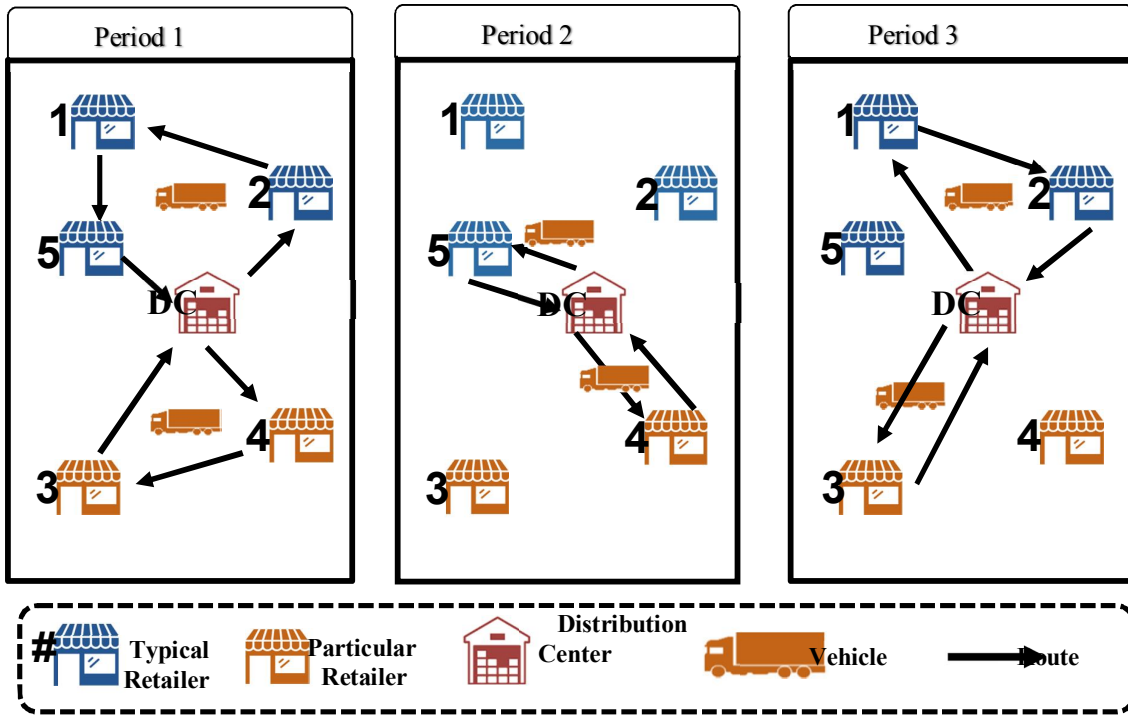 Period 1
Period 2
Period 3
1
2
5
DC
4
3
1
2
5
DC
4
3
1
2
5
DC
4
3
#
Typical
Retailer
Particular
Retailer
Distribution
Center
Vehicle
Route